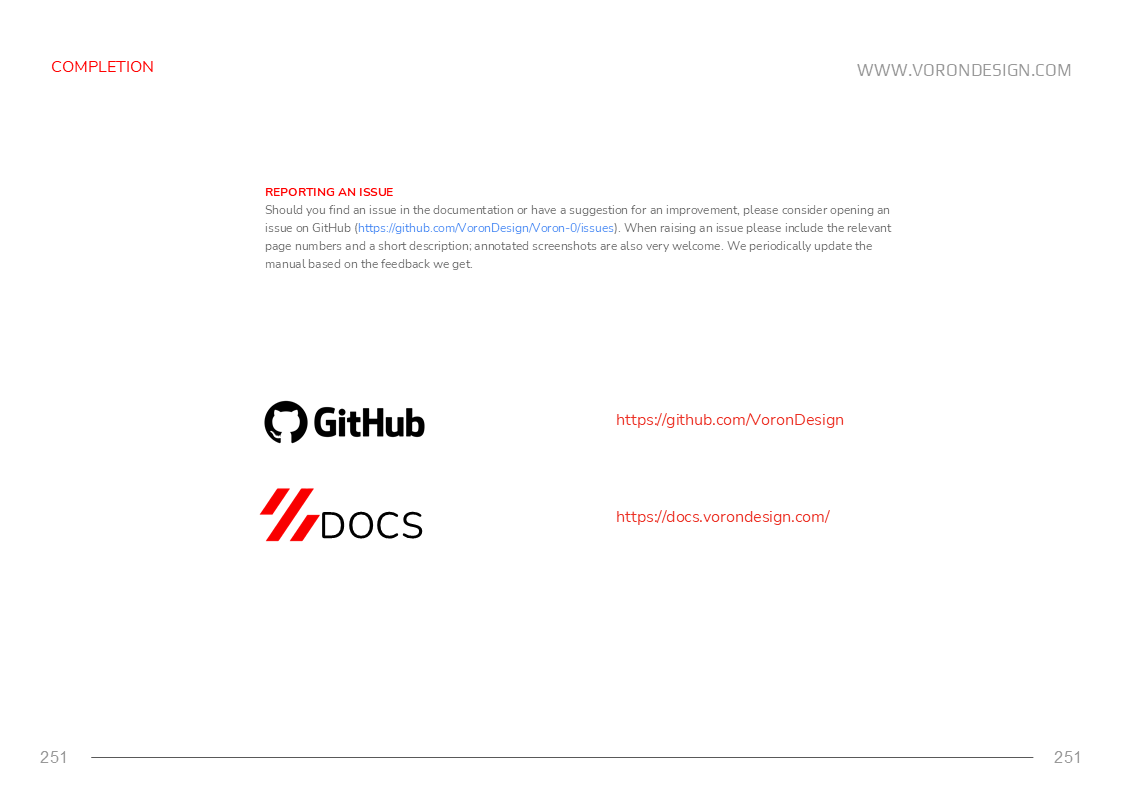 COMPLETION
WWW.VORONDESIGN.COM
REPORTING AN ISSUE
Should you find an issue in the documentation or have a suggestion for an improvement, please consider opening an
issue on GitHub (https://github.com/VoronDesign/Voron-0/issues). When raising an issue please include the relevant
page numbers and a short description; annotated screenshots are also very welcome. We periodically update the
manual based on the feedback we get.
GitHub
https://github.com/VoronDesign
DOCS
https://docs.vorondesign.com/
251
251